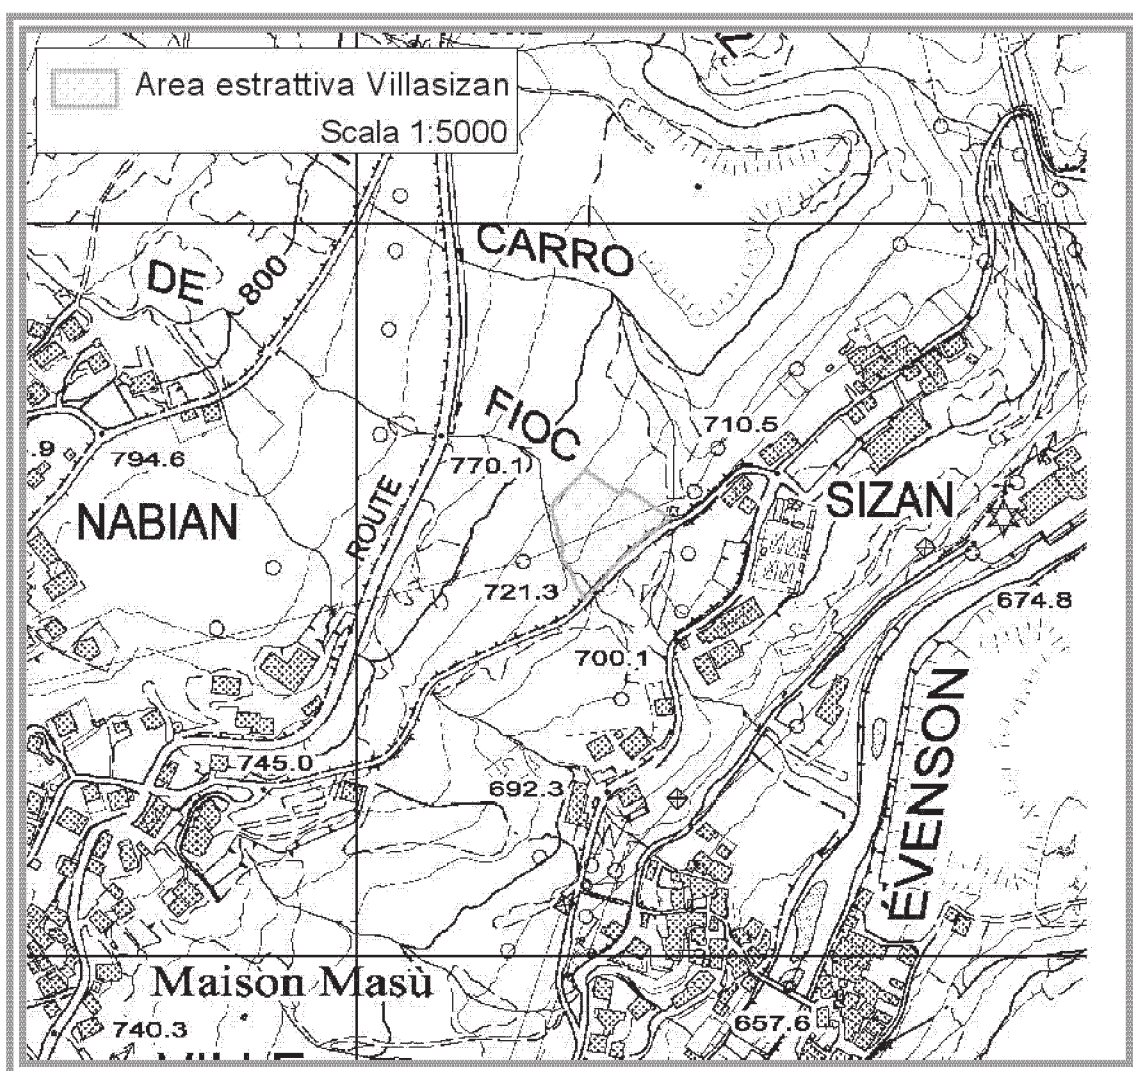 Area estrattiva Villasizan
Scala 1:5000
CARRO
DE
800
FIOC
710.5
.9
794.6
770.1
ROUTE
SIZAN
NABIAN
721.3
674.8
700.1
ÉVENSON
745.0
692.3
Maison Masù
740.3
657.6